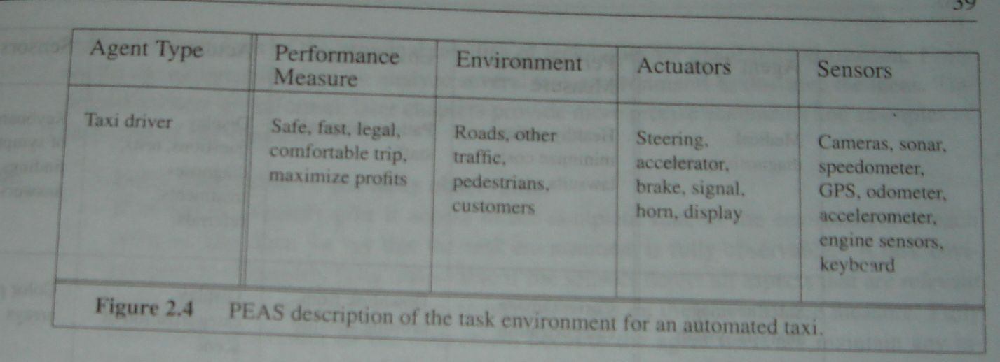 39
Agent Type
Performance
Measure
Environment
Actuators
Sensors
Taxi driver
Safe, fast, legal,
comfortable trip,
maximize profits
Roads, other
traffic,
pedestrians,
customers
Steering,
accelerator,
brake, signal,
horn, display
Cameras, sonar,
speedometer,
GPS, odometer,
accelerometer,
engine sensors,
keyboard
Figure 2.4 PEAS description of the task environment for an automated taxi.